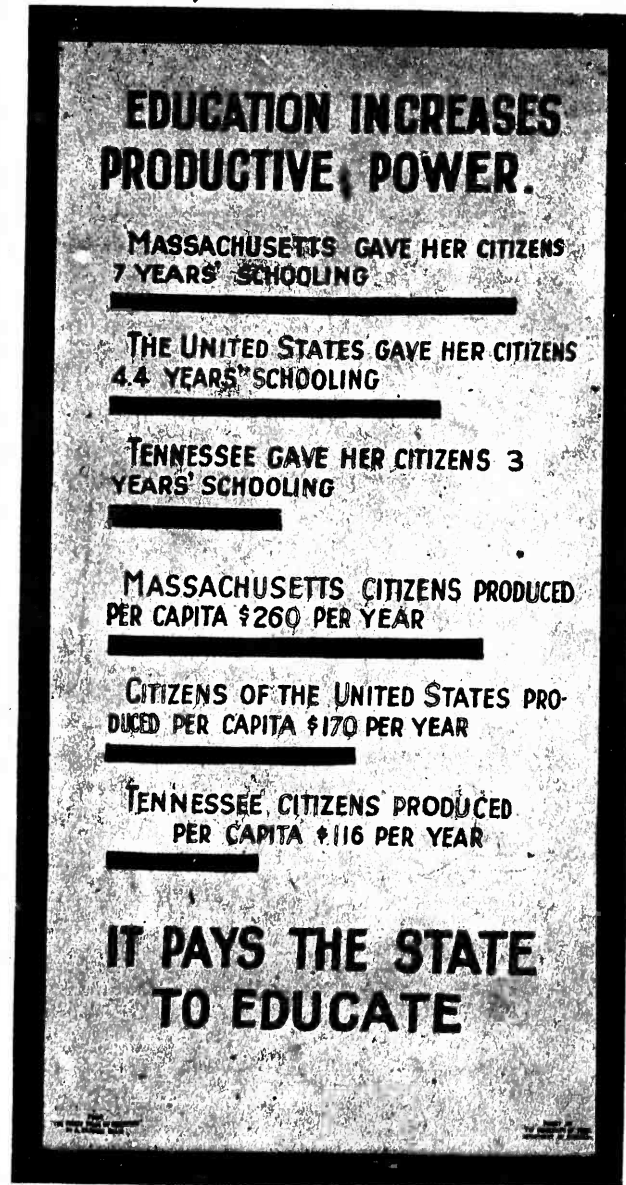 EDUCATION INCREASES
PRODUCTIVE POWER.
MASSACHUSETTS GAVE HER CITIZENS
7 YEARS' SCHOOLING
THE UNITED STATES GAVE HER CITIZENS
4.4 YEARS' SCHOOLING
TENNESSEE GAVE HER CITIZENS 3
YEARS' SCHOOLING
MASSACHUSETTS CITIZENS PRODUCED
PER CAPITA $260 PER YEAR
CITIZENS OF THE UNITED STATES PRO-
DUCED PER CAPITA $170 PER YEAR
TENNESSEE CITIZENS PRODUCED
PER CAPITA $116 PER YEAR
IT PAYS THE STATE
TO EDUCATE